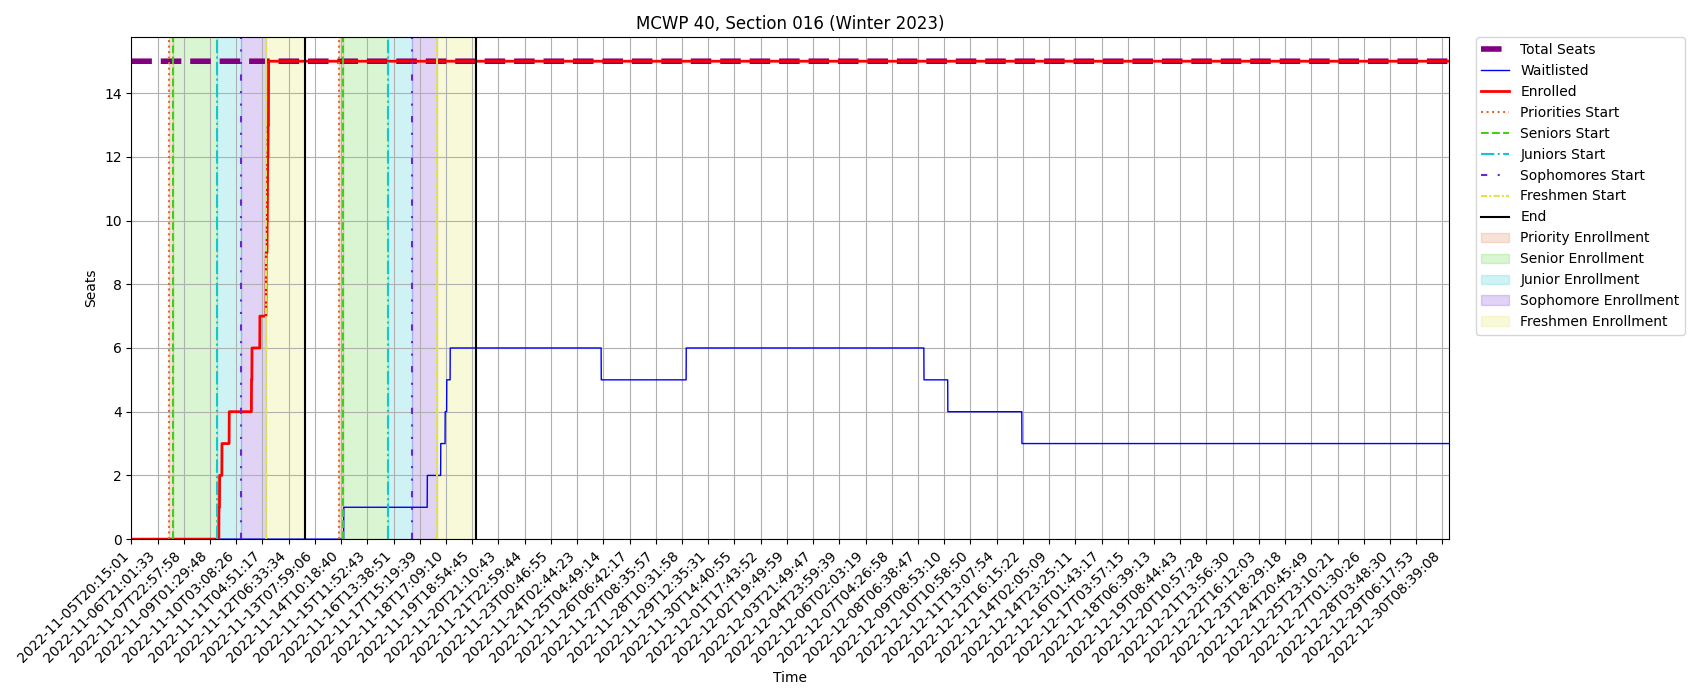 MCWP 40, Section 016 (Winter 2023)
Total Seats
Waitlisted
Enrolled
Priorities Start
Seniors Start
Juniors Start
Sophomores Start
Freshmen Start
End
Priority Enrollment
Senior Enrollment
Junior Enrollment
Sophomore Enrollment
Freshmen Enrollment
Seats
14
12
10
8
6
4
2
0
2022-11-05T20:15:01
2022-11-06T21:01:33
2022-11-07T22:57:58
2022-11-09T01:29:48
2022-11-10T03:08:26
2022-11-11T04:51:17
2022-11-12T06:33:34
2022-11-13T07:59:06
2022-11-14T10:18:40
2022-11-15T11:52:43
2022-11-16T13:38:51
2022-11-17T15:19:39
2022-11-18T17:09:10
2022-11-19T18:54:45
2022-11-20T21:10:43
2022-11-21T22:59:44
2022-11-23T00:46:55
2022-11-24T02:44:23
2022-11-25T04:49:14
2022-11-26T06:42:17
2022-11-27T08:35:57
2022-11-28T10:31:58
2022-11-29T12:35:31
2022-11-30T14:40:55
2022-12-01T17:43:52
2022-12-02T19:49:59
2022-12-03T21:49:47
2022-12-04T23:59:39
2022-12-06T02:03:19
2022-12-07T04:26:58
2022-12-08T06:38:47
2022-12-09T08:53:10
2022-12-10T10:58:50
2022-12-11T13:07:54
2022-12-12T16:15:22
2022-12-14T02:05:09
2022-12-14T23:25:11
2022-12-16T01:43:17
2022-12-17T03:57:15
2022-12-18T06:39:13
2022-12-19T08:44:43
2022-12-20T10:57:28
2022-12-21T13:56:30
2022-12-22T16:12:03
2022-12-23T18:29:18
2022-12-24T20:45:49
2022-12-25T23:10:21
2022-12-27T01:30:26
2022-12-28T03:48:30
2022-12-29T06:17:53
2022-12-30T08:39:08
Time